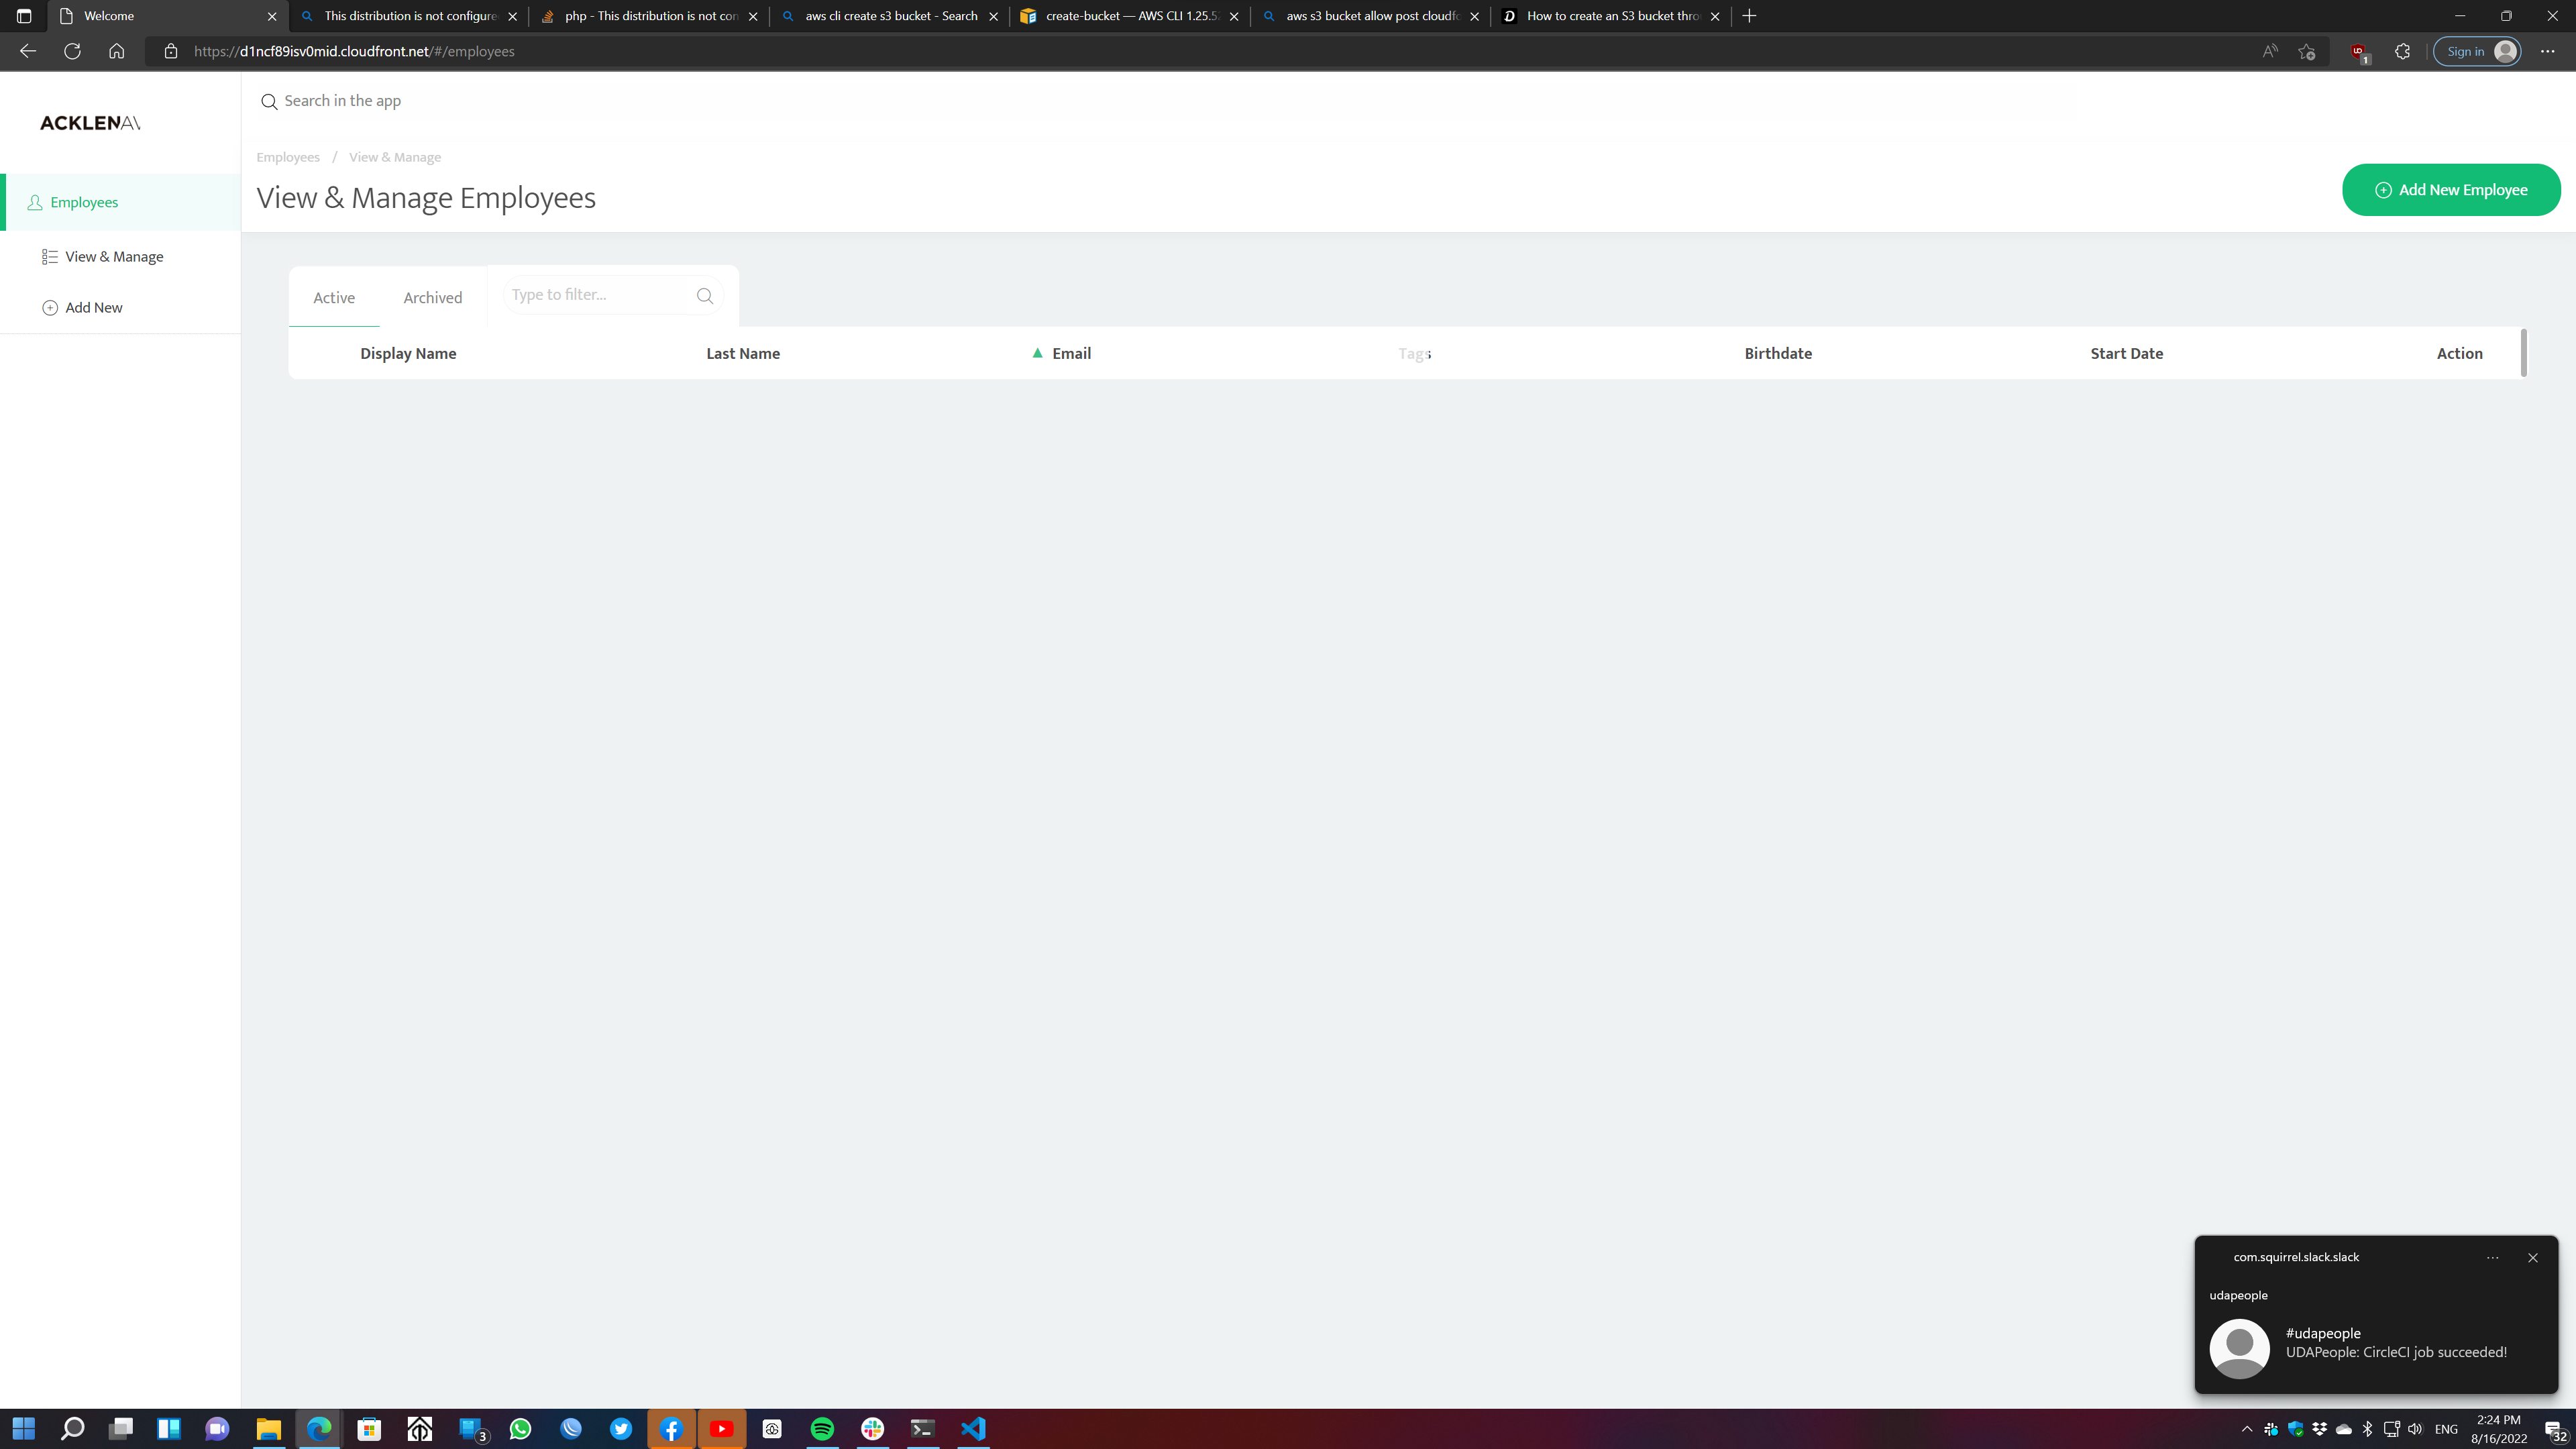 Welcome
This distribution is not configure
php - This distribution is not con
aws cli create s3 bucket - Search
create-bucket — AWS CLI 1.25.5
aws s3 bucket allow post cloudfo
How to create an S3 bucket thro
https://d1ncf89isv0mid.cloudfront.net/#/employees
1
Sign in
ACKLENAV
Search in the app
Employees / View & Manage
View & Manage Employees
Add New Employee
Employees
View & Manage
Add New
Active
Archived
Type to filter...
Display Name
Last Name
Email
Tags
Birthdate
Start Date
Action
com.squirrel.slack.slack
udapeople
#udapeople
UDAPeople: CircleCI job succeeded!
3
ENG
2:24 PM
8/16/2022
32